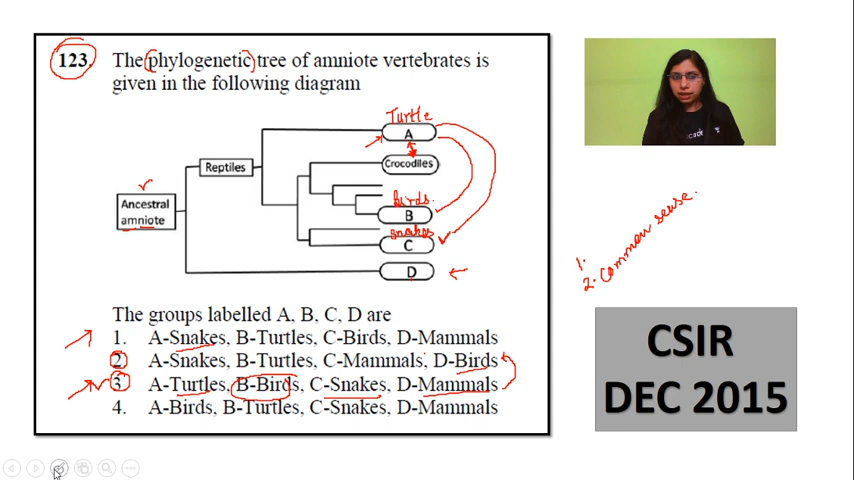 123. The phylogenetic tree of amniote vertebrates is
given in the following diagram
Turtle
A
Crocodiles
Reptiles
Birds.
B
Ancestral
amniote
snakes
C
D
The groups labelled A, B, C, D are
1. A-Snakes, B-Turtles, C-Birds, D-Mammals
2. A-Snakes, B-Turtles, C-Mammals, D-Birds
3. A-Turtles, B-Birds, C-Snakes, D-Mammals
4. A-Birds, B-Turtles, C-Snakes, D-Mammals
1.
2. Common sense.
CSIR
DEC 2015